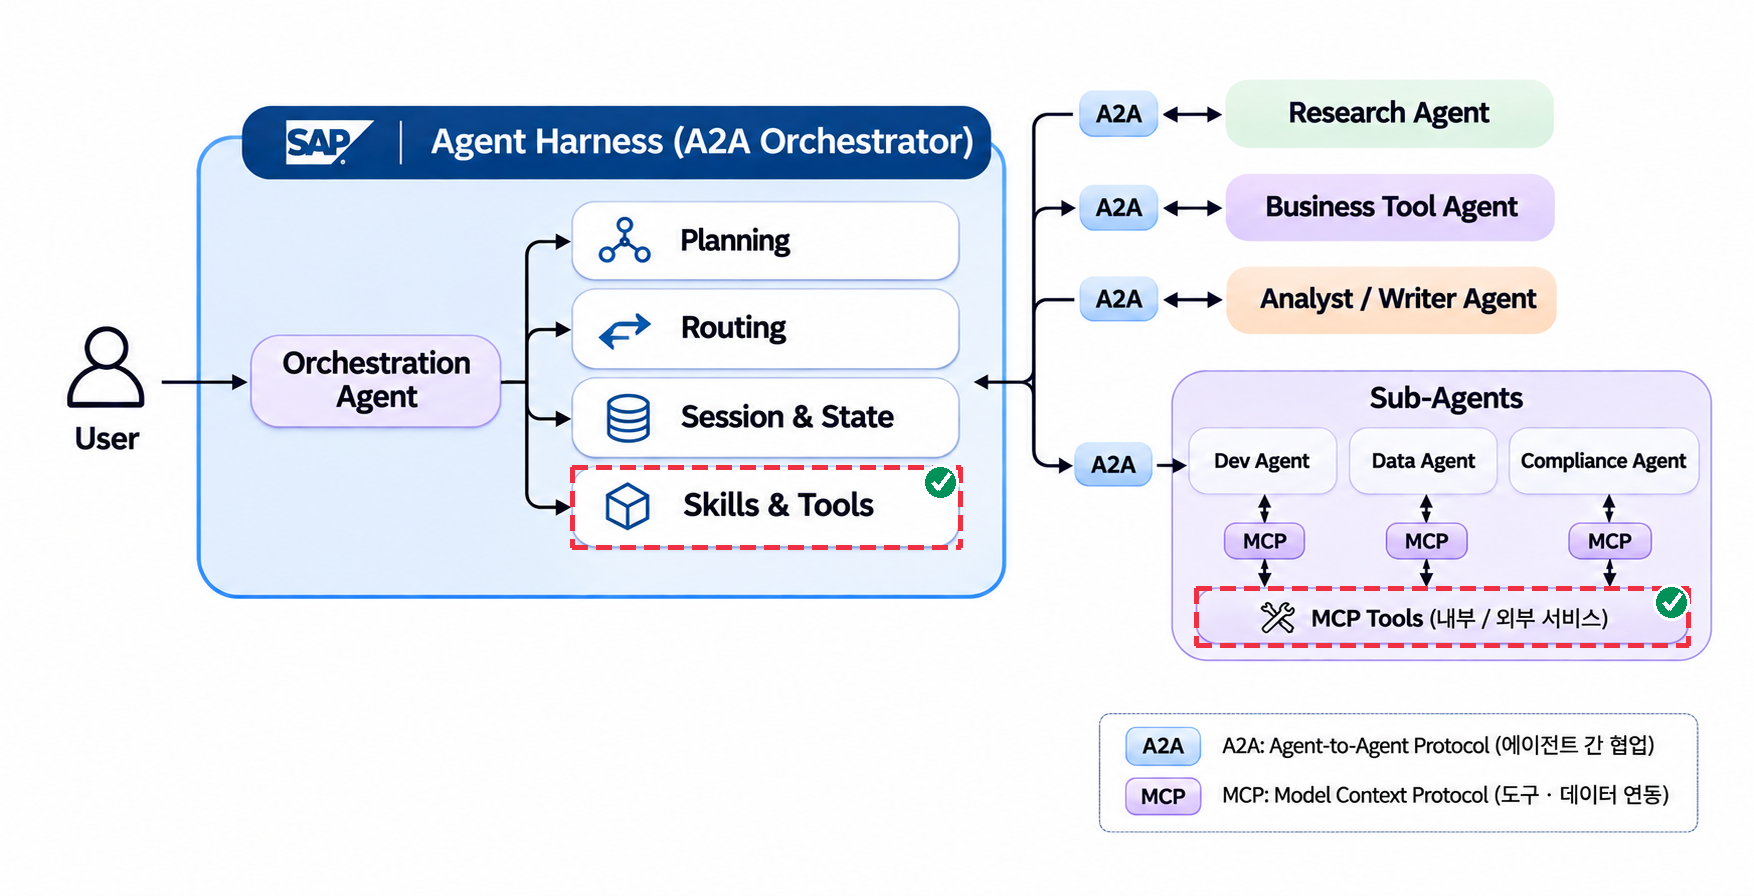 SAP
Agent Harness (A2A Orchestrator)
Planning
Routing
Session & State
Skills & Tools
Orchestration
Agent
User
A2A
Research Agent
A2A
Business Tool Agent
A2A
Analyst / Writer Agent
A2A
Sub-Agents
Dev Agent
Data Agent
Compliance Agent
MCP
MCP
MCP
MCP Tools (내부 / 외부 서비스)
A2A
A2A: Agent-to-Agent Protocol (에이전트 간 협업)
MCP
MCP: Model Context Protocol (도구 · 데이터 연동)